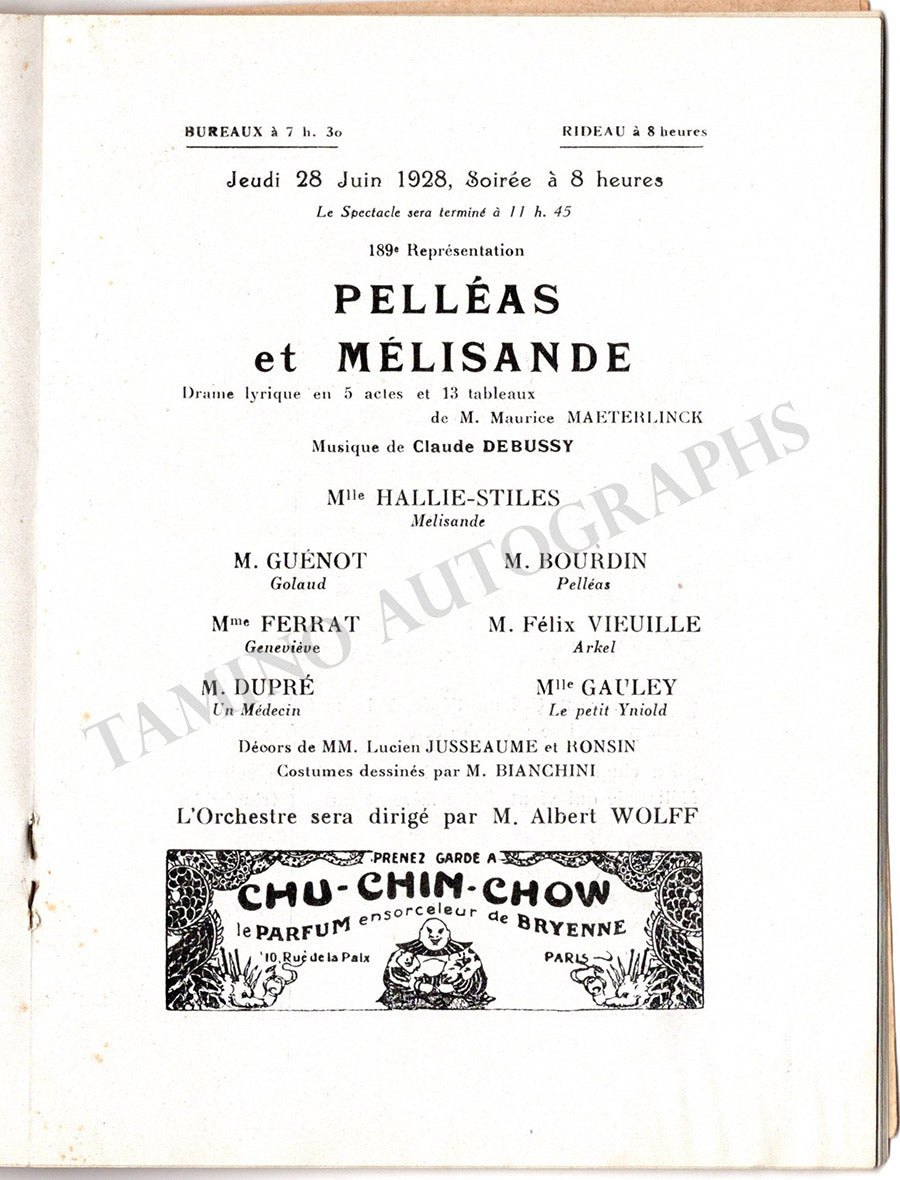 BUREAUX à 7 h. 30 RIDEAU à 8 heures
Jeudi 28 Juin 1928, Soirée à 8 heures
Le Spectacle sera terminé à 11 h. 45
189e Représentation
PELLÉAS
et MÉLISANDE
Drame lyrique en 5 actes et 13 tableaux
de M. Maurice MAETERLINCK
Musique de Claude DEBUSSY
Mlle HALLIE-STILES
Melisande
M. GUÉNOT M. BOURDIN
Golaud Pelléas
Mme FERRAT M. Félix VIEUILLE
Geneviève Arkel
M. DUPRÉ Mlle GAULEY
Un Médecin Le petit Yniold
Décors de MM. Lucien JUSSEAUME et RONSIN
Costumes dessinés par M. BIANCHINI
L'Orchestre sera dirigé par M. Albert WOLFF
PRENEZ GARDE A
CHU-CHIN-CHOW
le PARFUM ensorceleur de BRYENNE
10, Rue de la Paix PARIS
TAMINO AUTOGRAPHS